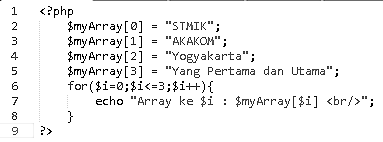 1 <?php
2 $myArray[0] = "STMIK";
3 $myArray[1] = "AKAKOM";
4 $myArray[2] = "Yogyakarta";
5 $myArray[3] = "Yang Pertama dan Utama";
6 for($i=0;$i<=3;$i++){
7 echo "Array ke $i : $myArray[$i] <br/>";
8 }
9 ?>